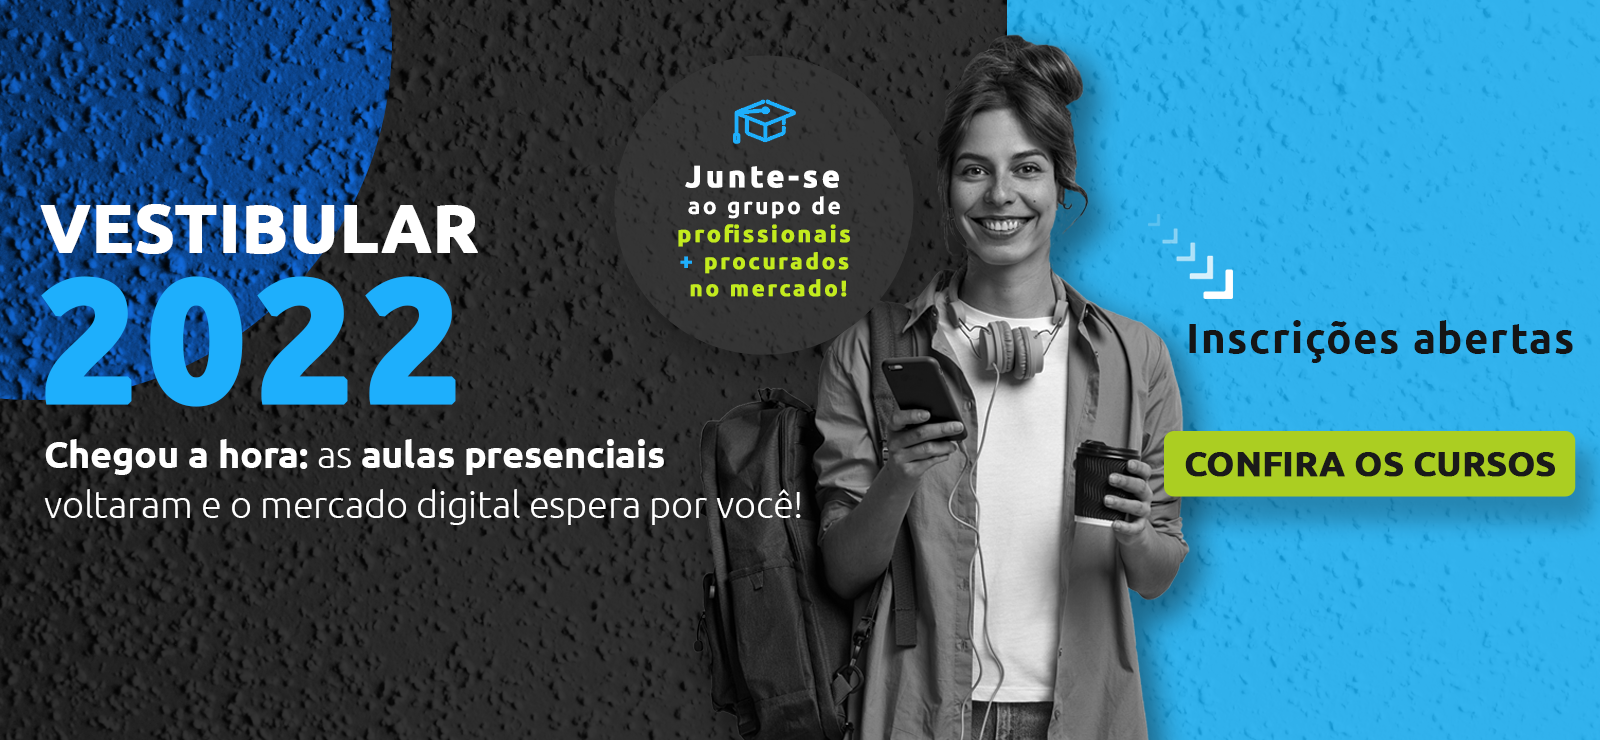 VESTIBULAR
2022
Chegou a hora: as aulas presenciais
voltaram e o mercado digital espera por você!
Junte-se
ao grupo de
profissionais
+ procurados
no mercado!
Inscrições abertas
CONFIRA OS CURSOS